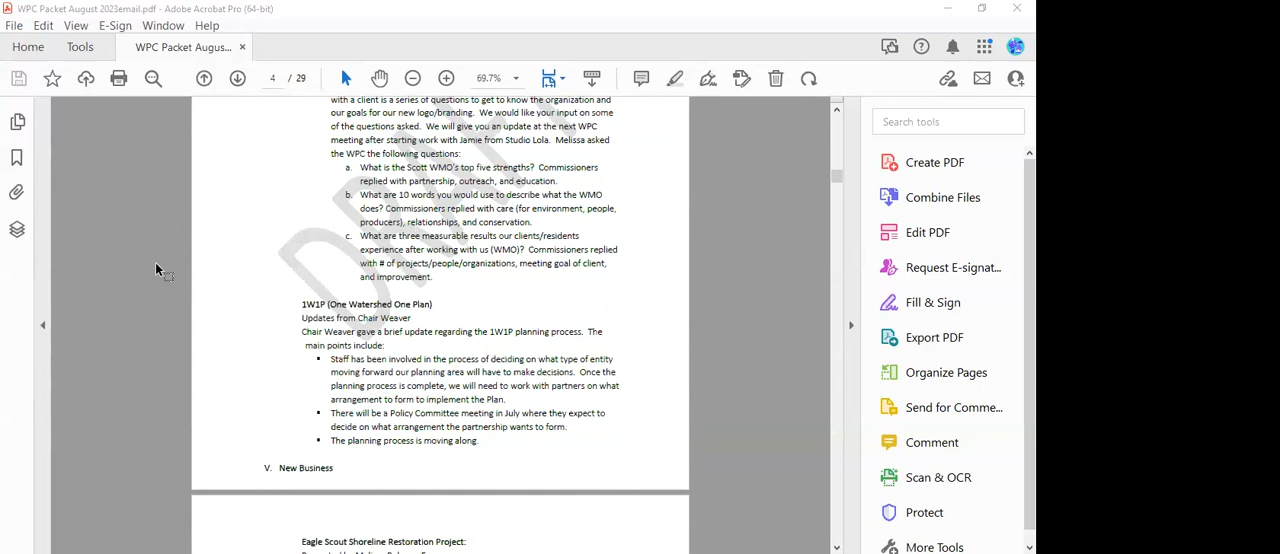 WPC Packet August 2023email.pdf - Adobe Acrobat Pro (64-bit)
File Edit View E-Sign Window Help
Home Tools WPC Packet Augus... ×
4 / 29 69.7%
with a client is a series of questions to get to know the organization and
our goals for our new logo/branding. We would like your input on some
of the questions asked. We will give you an update at the next WPC
meeting after starting work with Jamie from Studio Lola. Melissa asked
the WPC the following questions:
a. What is the Scott WMO's top five strengths? Commissioners
replied with partnership, outreach, and education.
b. What are 10 words you would use to describe what the WMO
does? Commissioners replied with care (for environment, people,
producers), relationships, and conservation.
c. What are three measurable results our clients/residents
experience after working with us (WMO)? Commissioners replied
with # of projects/people/organizations, meeting goal of client,
and improvement.
DRAFT
1W1P (One Watershed One Plan)
Updates from Chair Weaver
Chair Weaver gave a brief update regarding the 1W1P planning process. The
main points include:
▪ Staff has been involved in the process of deciding on what type of entity
moving forward our planning area will have to make decisions. Once the
planning process is complete, we will need to work with partners on what
arrangement to form to implement the Plan.
▪ There will be a Policy Committee meeting in July where they expect to
decide on what arrangement the partnership wants to form.
▪ The planning process is moving along.
V. New Business
Eagle Scout Shoreline Restoration Project:
Search tools
Create PDF
Combine Files
Edit PDF
Request E-signat...
Fill & Sign
Export PDF
Organize Pages
Send for Comme...
Comment
Scan & OCR
Protect
More Tools